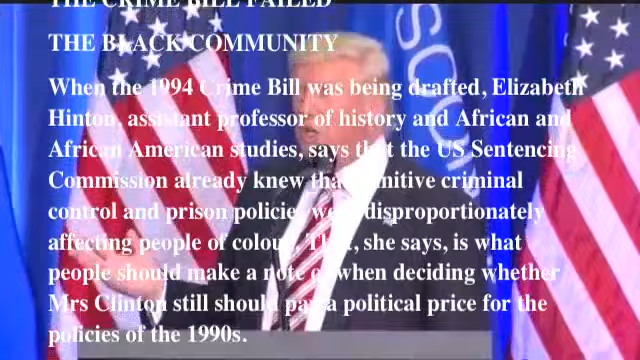 THE CRIME BILL FAILED
THE BLACK COMMUNITY
When the 1994 Crime Bill was being drafted, Elizabeth
Hinton, assistant professor of history and African and
African American studies, says that the US Sentencing
Commission already knew that punitive criminal
control and prison policies were disproportionately
affecting people of colour. That, she says, is what
people should make a note of when deciding whether
Mrs Clinton still should pay a political price for the
policies of the 1990s.
SOU